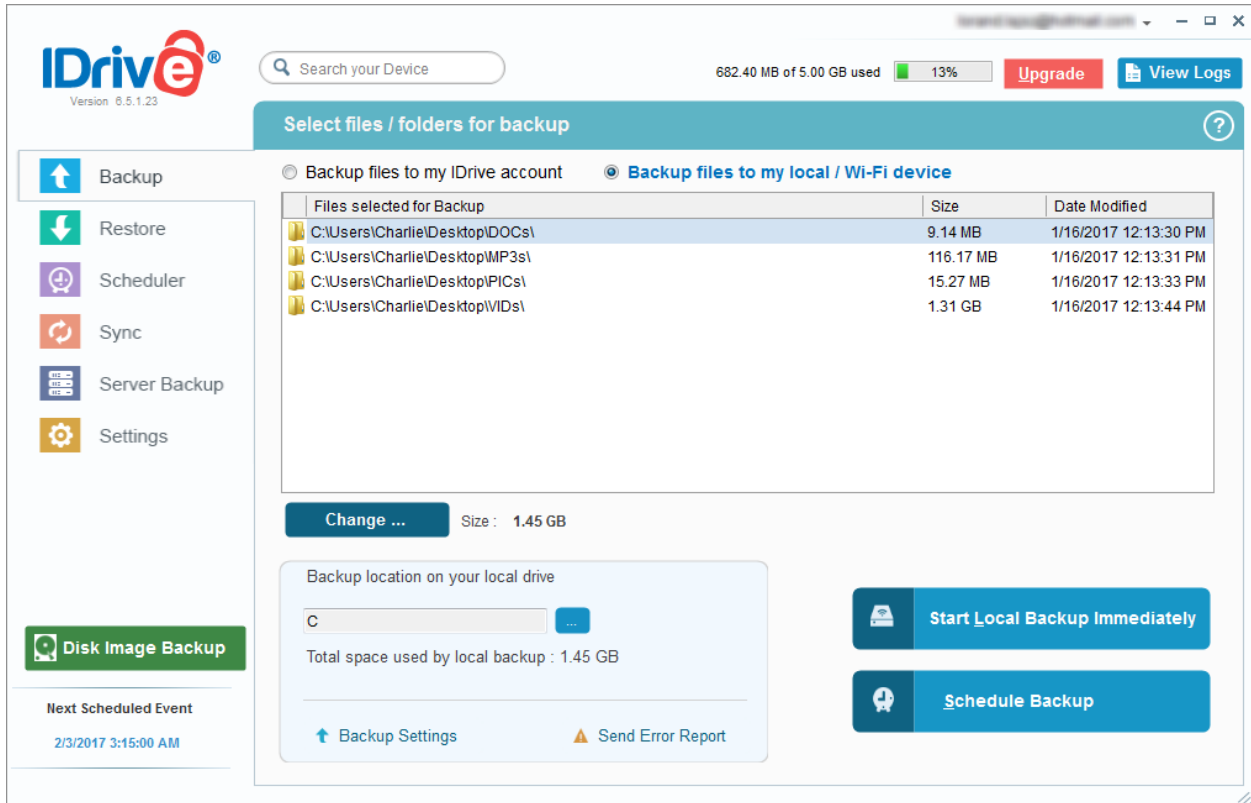 IDrive®
Version 6.5.1.23
Search your Device
682.40 MB of 5.00 GB used 13% Upgrade View Logs
Select files / folders for backup ?
Backup
Restore
Scheduler
Sync
Server Backup
Settings
Disk Image Backup
Next Scheduled Event
2/3/2017 3:15:00 AM
Backup files to my IDrive account Backup files to my local / Wi-Fi device
Files selected for Backup Size Date Modified
C:\Users\Charlie\Desktop\DOCs\ 9.14 MB 1/16/2017 12:13:30 PM
C:\Users\Charlie\Desktop\MP3s\ 116.17 MB 1/16/2017 12:13:31 PM
C:\Users\Charlie\Desktop\PICs\ 15.27 MB 1/16/2017 12:13:33 PM
C:\Users\Charlie\Desktop\VIDs\ 1.31 GB 1/16/2017 12:13:44 PM
Change ... Size : 1.45 GB
Backup location on your local drive
C ...
Total space used by local backup : 1.45 GB
Backup Settings Send Error Report
Start Local Backup Immediately
Schedule Backup